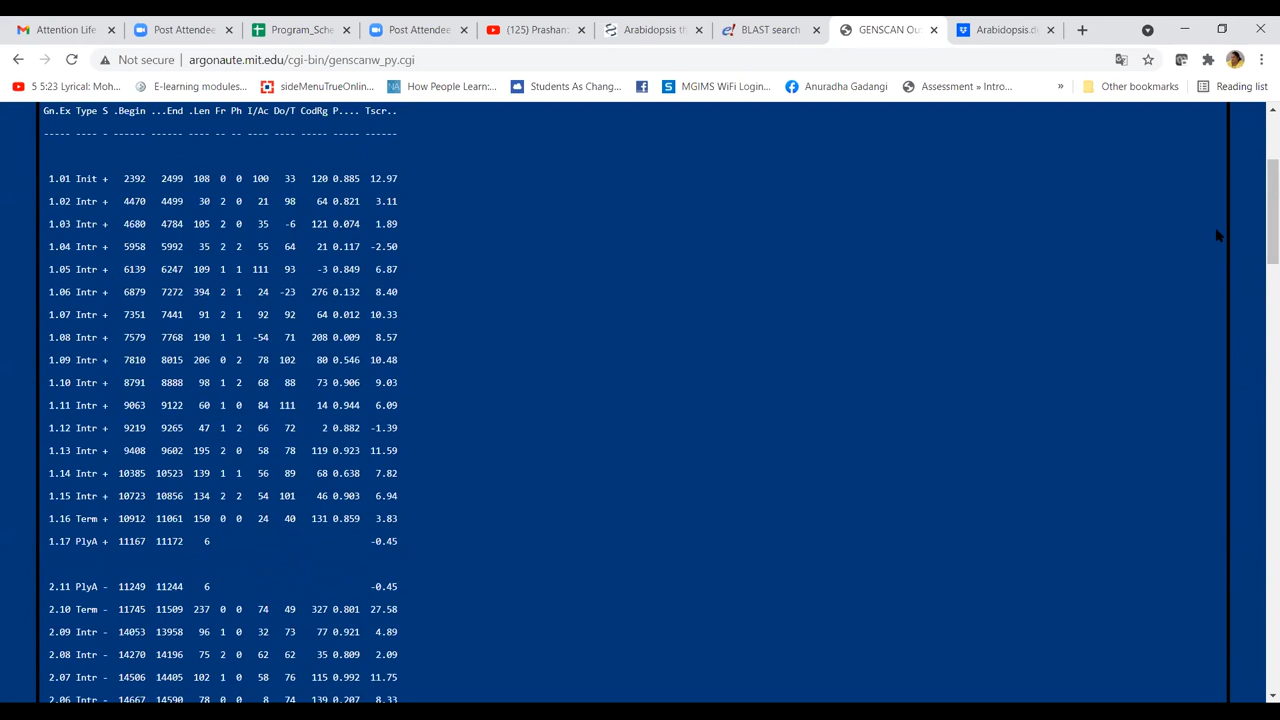 Attention Life
Post Attendee
Program_Sche
Post Attendee
(125) Prashant
Arabidopsis th
BLAST search
GENSCAN Ou
Arabidopsis.d
Not secure argonaute.mit.edu/cgi-bin/genscanw_py.cgi
5 5:23 Lyrical: Moh... E-learning modules... sideMenuTrueOnlin... How People Learn:... Students As Chang... MGIMS WiFi Login... Anuradha Gadangi Assessment » Intro... » Other bookmarks Reading list
Gn.Ex Type S .Begin ...End .Len Fr Ph I/Ac Do/T CodRg P.... Tscr..
----- ---- - ------ ------ ---- -- -- ---- ---- ----- ----- ------
1.01 Init + 2392 2499 108 0 0 100 33 120 0.885 12.97
1.02 Intr + 4470 4499 30 2 0 21 98 64 0.821 3.11
1.03 Intr + 4680 4784 105 2 0 35 -6 121 0.074 1.89
1.04 Intr + 5958 5992 35 2 2 55 64 21 0.117 -2.50
1.05 Intr + 6139 6247 109 1 1 111 93 -3 0.849 6.87
1.06 Intr + 6879 7272 394 2 1 24 -23 276 0.132 8.40
1.07 Intr + 7351 7441 91 2 1 92 92 64 0.012 10.33
1.08 Intr + 7579 7768 190 1 1 -54 71 208 0.009 8.57
1.09 Intr + 7810 8015 206 0 2 78 102 80 0.546 10.48
1.10 Intr + 8791 8888 98 1 2 68 88 73 0.906 9.03
1.11 Intr + 9063 9122 60 1 0 84 111 14 0.944 6.09
1.12 Intr + 9219 9265 47 1 2 66 72 2 0.882 -1.39
1.13 Intr + 9408 9602 195 2 0 58 78 119 0.923 11.59
1.14 Intr + 10385 10523 139 1 1 56 89 68 0.638 7.82
1.15 Intr + 10723 10856 134 2 2 54 101 46 0.903 6.94
1.16 Term + 10912 11061 150 0 0 24 40 131 0.859 3.83
1.17 PlyA + 11167 11172 6 -0.45
2.11 PlyA - 11249 11244 6 -0.45
2.10 Term - 11745 11509 237 0 0 74 49 327 0.801 27.58
2.09 Intr - 14053 13958 96 1 0 32 73 77 0.921 4.89
2.08 Intr - 14270 14196 75 2 0 62 62 35 0.809 2.09
2.07 Intr - 14506 14405 102 1 0 58 76 115 0.992 11.75
2.06 Intr - 14667 14590 78 0 0 8 74 139 0.207 8.33